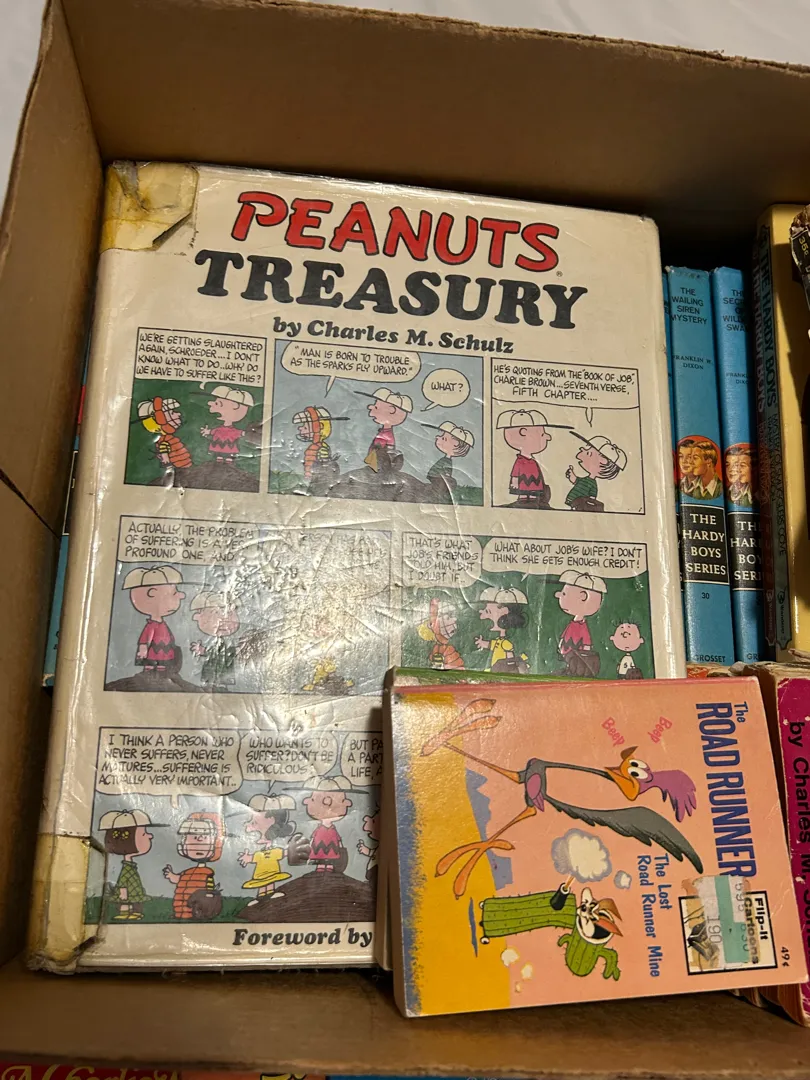 PEANUTS
TREASURY
by Charles M. Schulz
WE'RE GETTING SLAUGHTERED
AGAIN, SCHROEDER...I DON'T
KNOW WHAT TO DO...WHY DO
WE HAVE TO SUFFER LIKE THIS?
"MAN IS BORN TO TROUBLE
AS THE SPARKS FLY UPWARD."
WHAT?
HE'S QUOTING FROM THE "BOOK OF JOB",
CHARLIE BROWN...SEVENTH VERSE,
FIFTH CHAPTER....
ACTUALLY THE PROBLEM
OF SUFFERING IS A
PROFOUND ONE, AND
THAT'S WHAT
JOB'S FRIENDS
TOLD HIM, BUT
I DOUBT IF
WHAT ABOUT JOB'S WIFE? I DON'T
THINK SHE GETS ENOUGH CREDIT!
I THINK A PERSON WHO
NEVER SUFFERS, NEVER
MATURES...SUFFERING IS
ACTUALLY VERY IMPORTANT..
WHO WANTS TO
SUFFER? DON'T BE
RIDICULOUS!
BUT
A PART
LIFE,
Foreword by
THE
WAILING
SIREN
MYSTERY
FRANKLIN W.
DIXON
THE
HARDY
BOYS
SERIES
30
GROSSET
The
ROAD RUNNER
Beep
Beep
The Lost
Road Runner Mine
Flip-It
Cartoons
49¢
by Charles